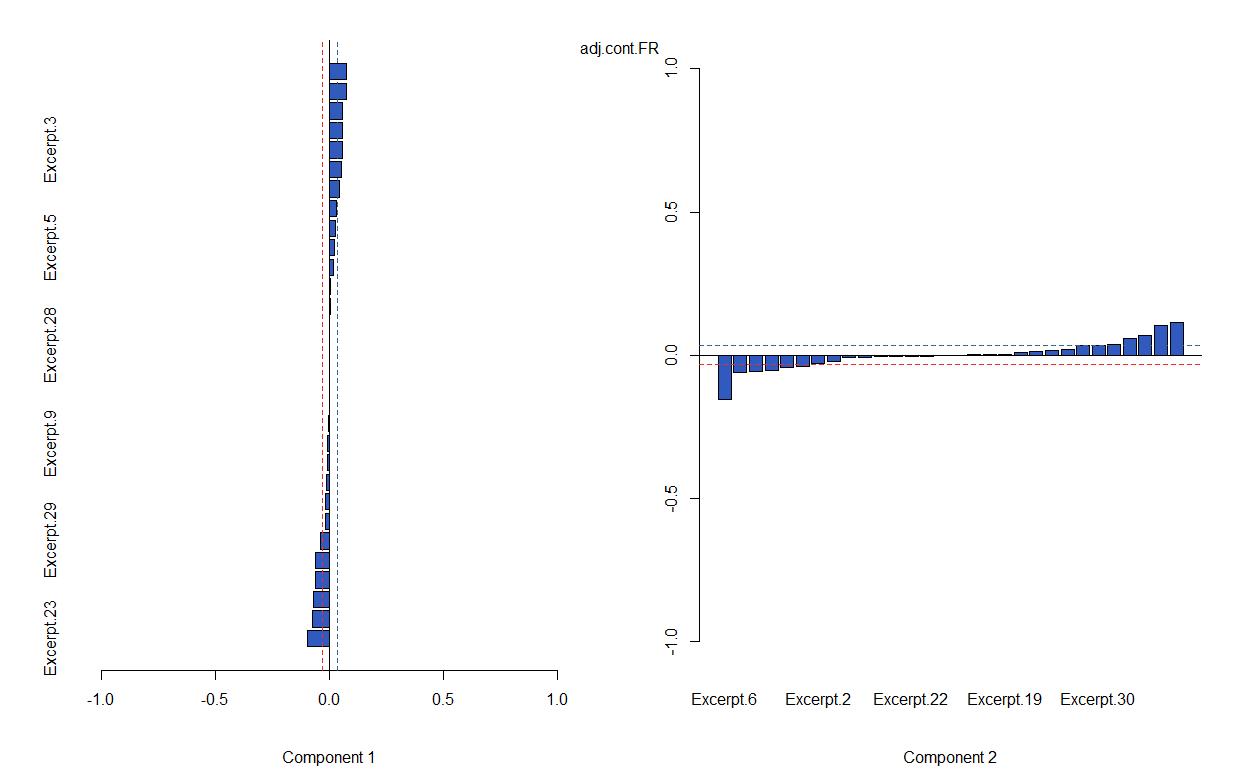 adj.cont.FR
Excerpt.3
Excerpt.5
Excerpt.28
Excerpt.9
Excerpt.29
Excerpt.23
-1.0 -0.5 0.0 0.5 1.0
Component 1
1.0
0.5
0.0
-0.5
-1.0
Excerpt.6 Excerpt.2 Excerpt.22 Excerpt.19 Excerpt.30
Component 2